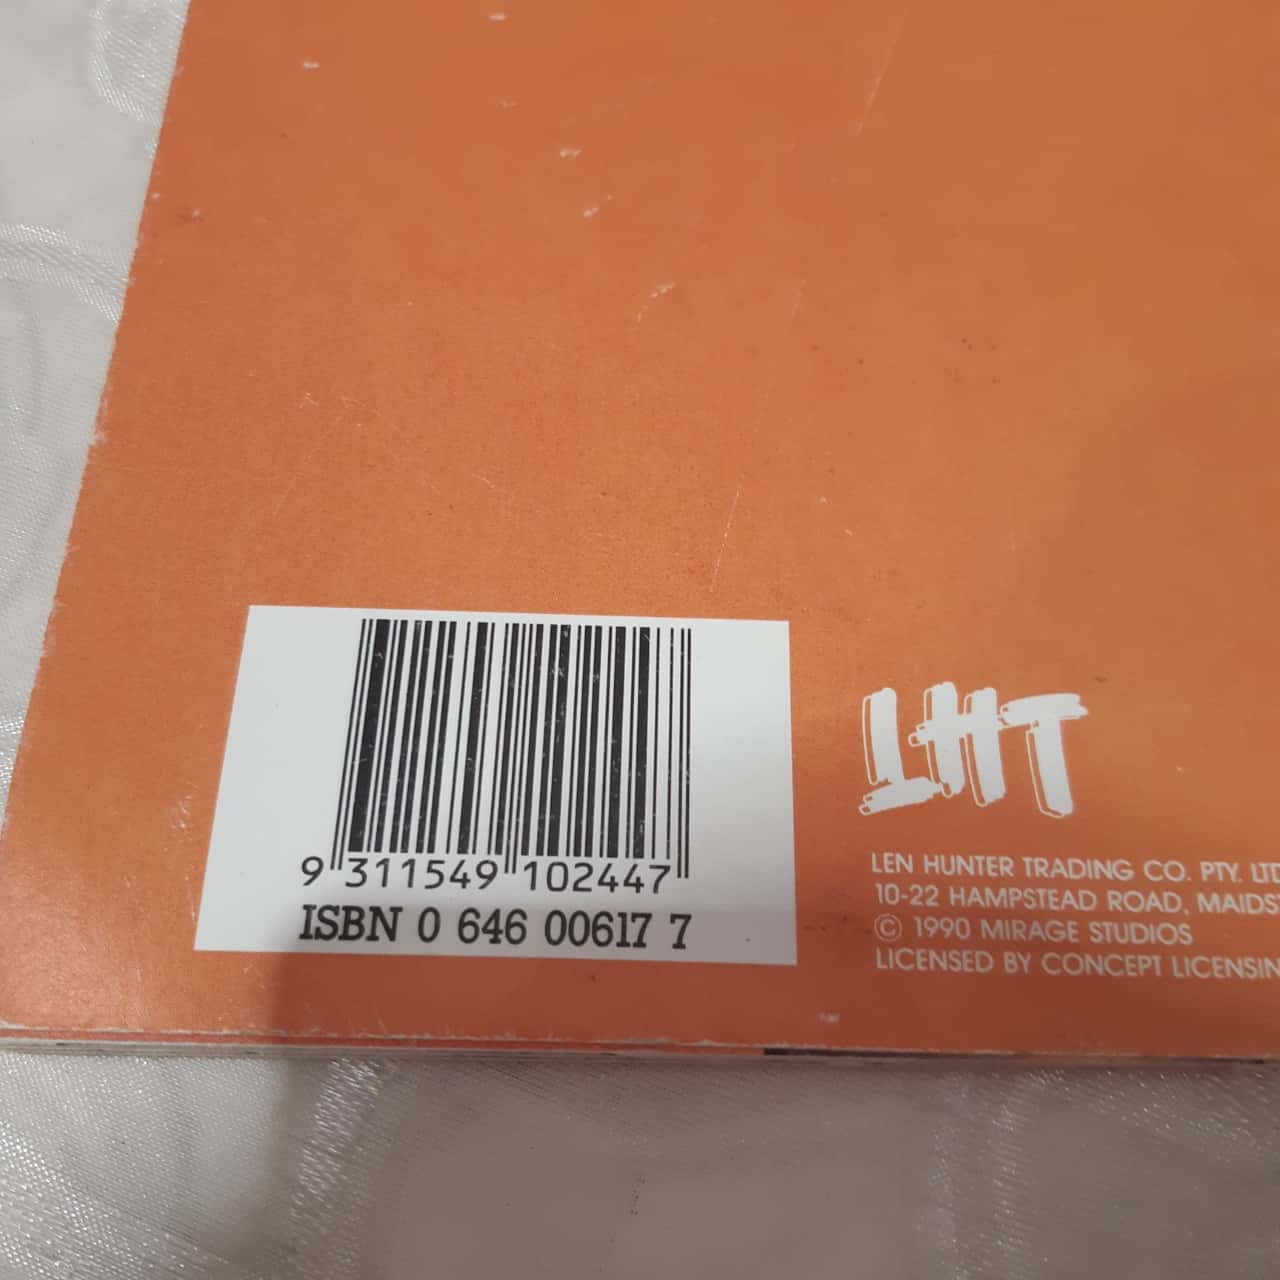 9 311549 102447
ISBN 0 646 00617 7
LHT
LEN HUNTER TRADING CO. PTY. LTD
10-22 HAMPSTEAD ROAD, MAIDS
© 1990 MIRAGE STUDIOS
LICENSED BY CONCEPT LICENSIN